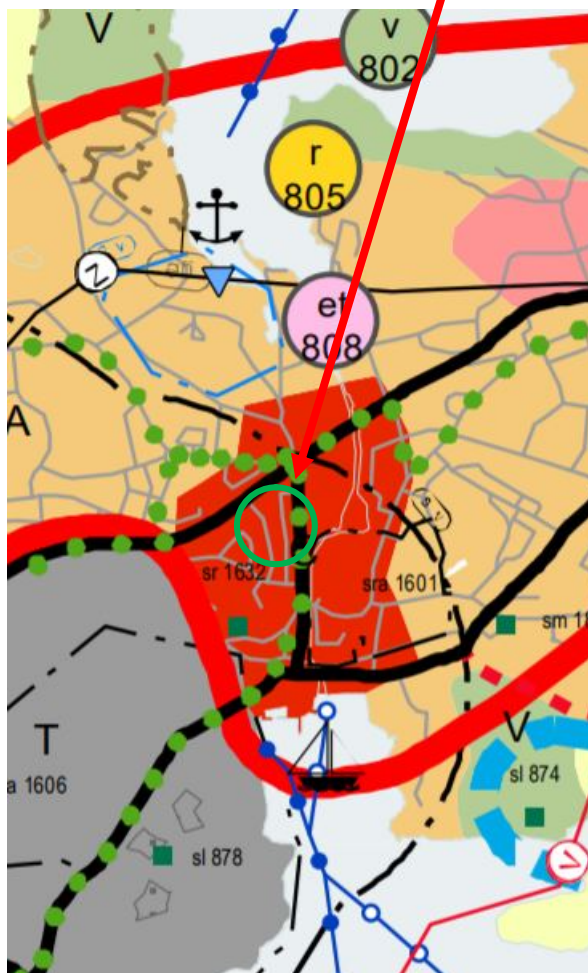 V
v
802
r
805
et
808
Z
A
sr 1632
sra 1601
s v
sm 1
T
V
a 1606
sl 874
sl 878
V